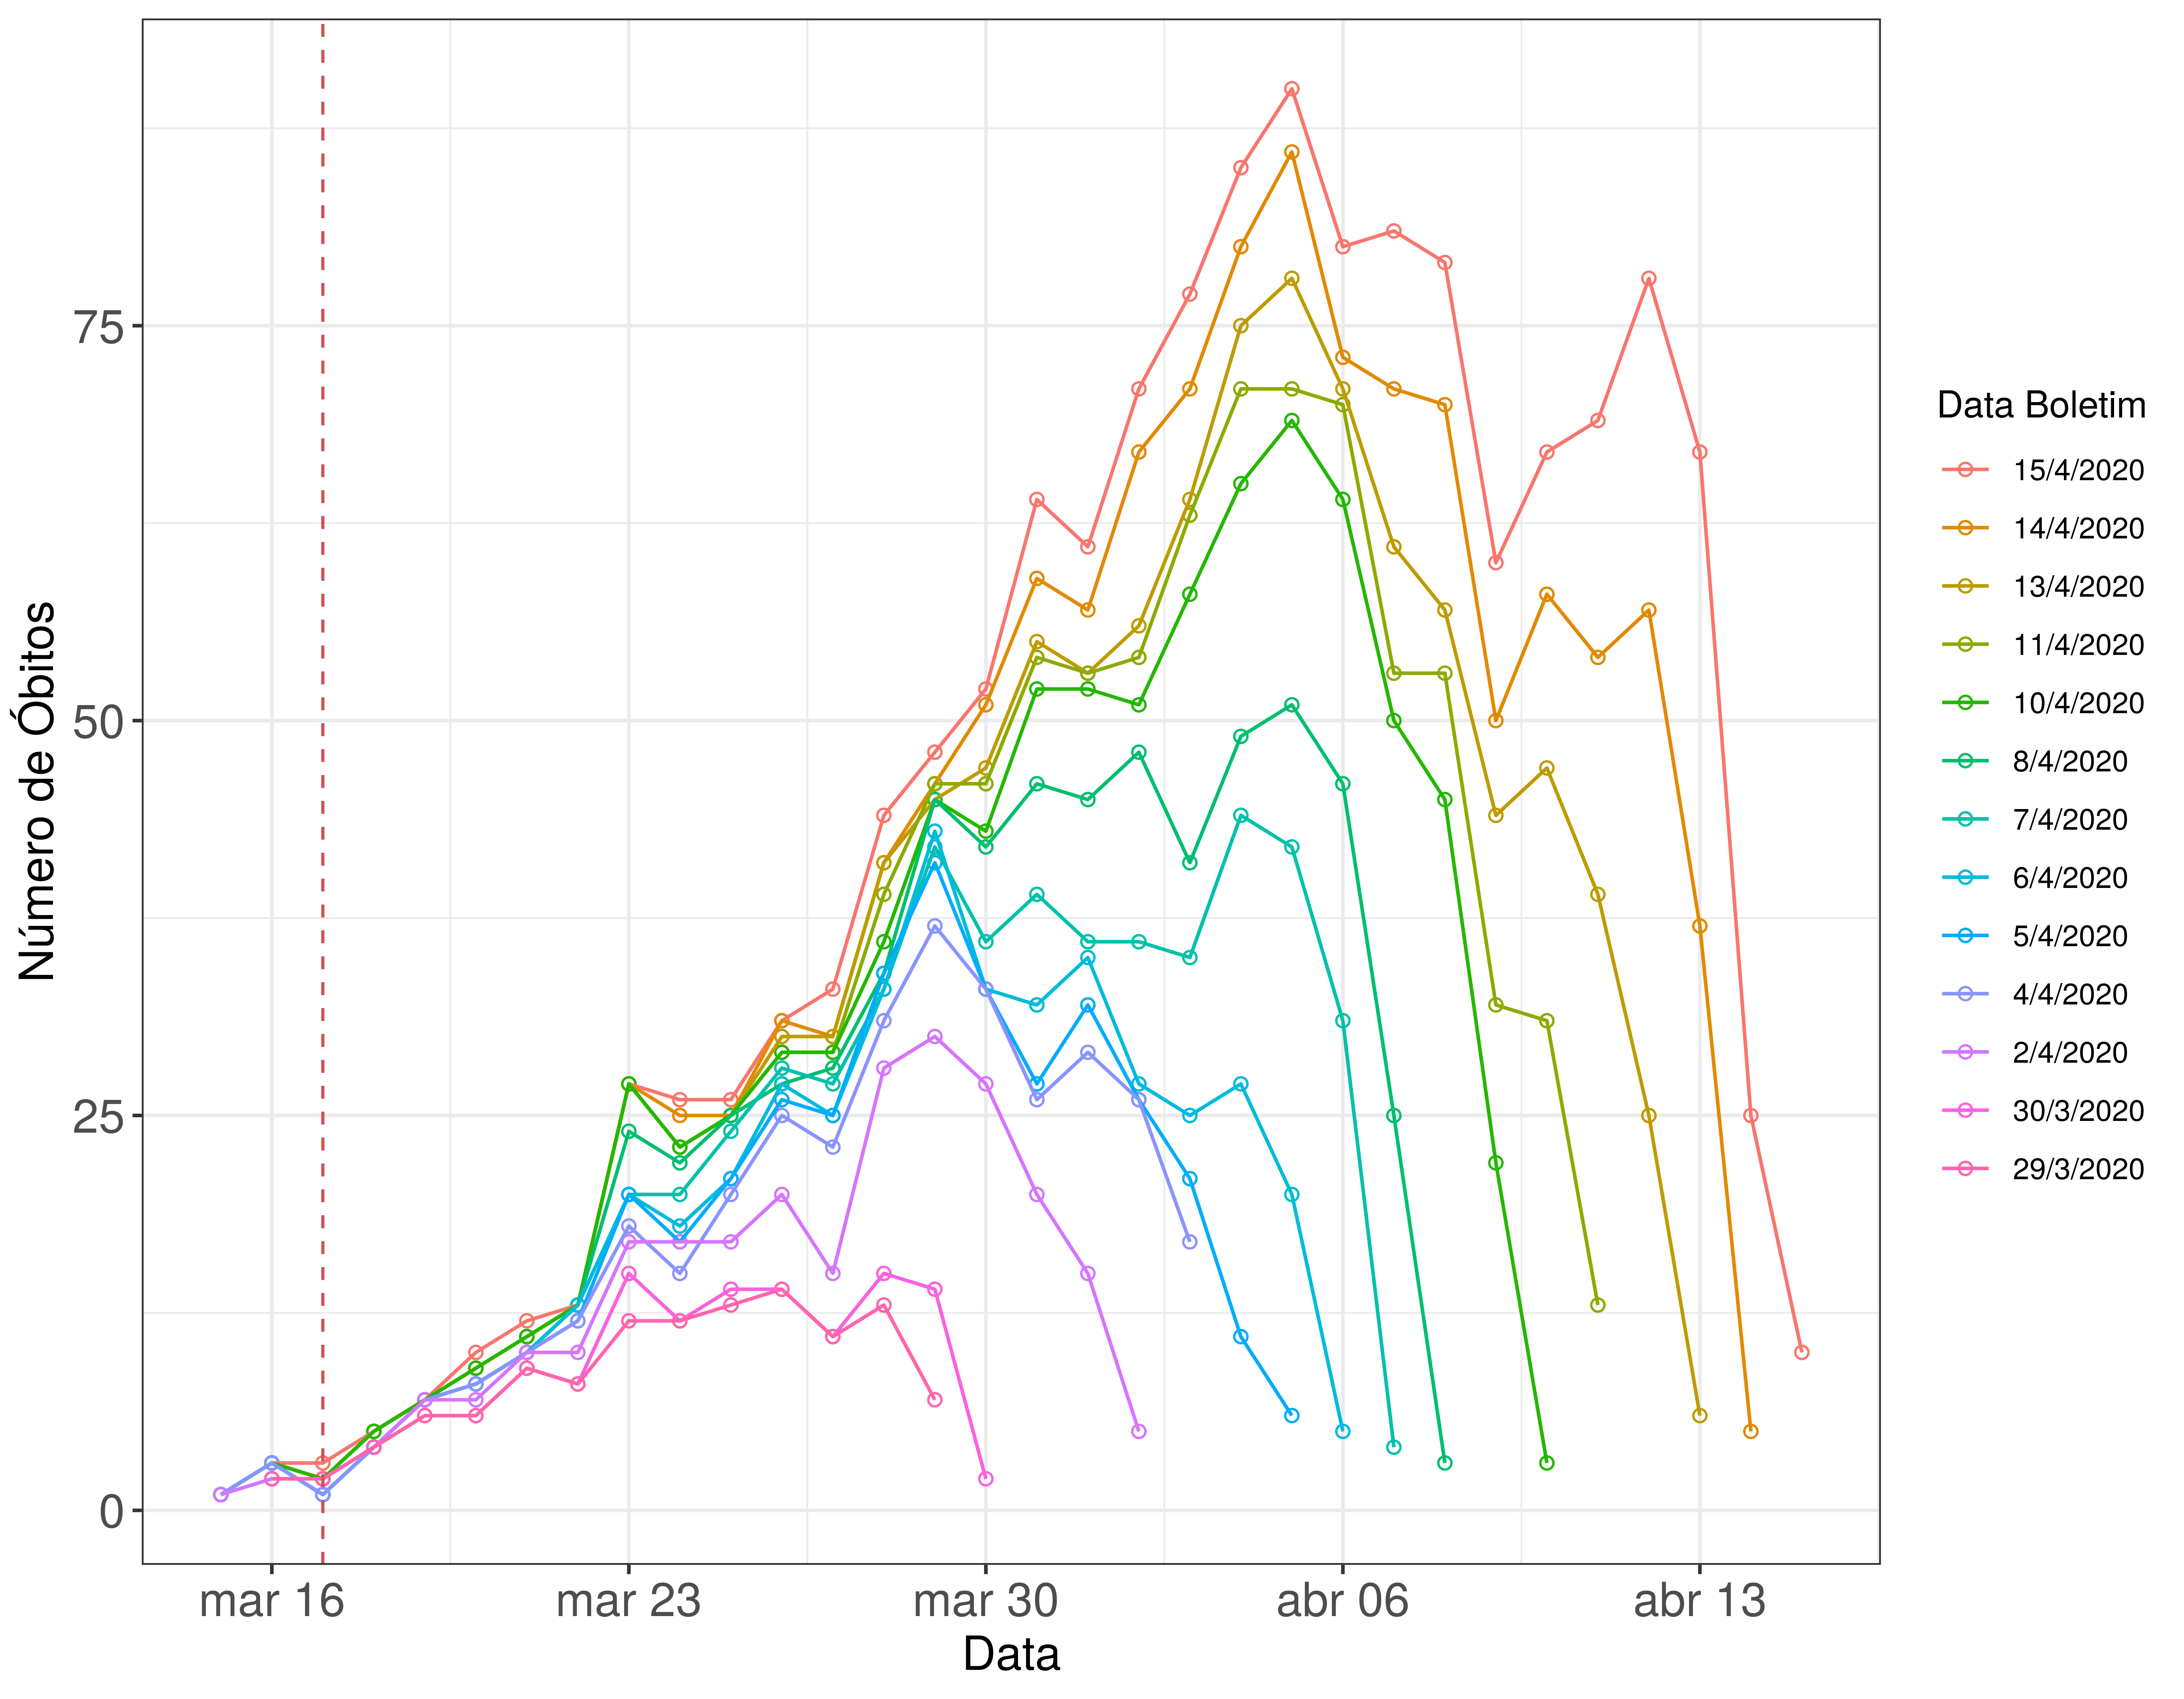 Número de Óbitos
75
50
25
0
mar 16
mar 23
mar 30
abr 06
abr 13
Data
Data Boletim
15/4/2020
14/4/2020
13/4/2020
11/4/2020
10/4/2020
8/4/2020
7/4/2020
6/4/2020
5/4/2020
4/4/2020
2/4/2020
30/3/2020
29/3/2020